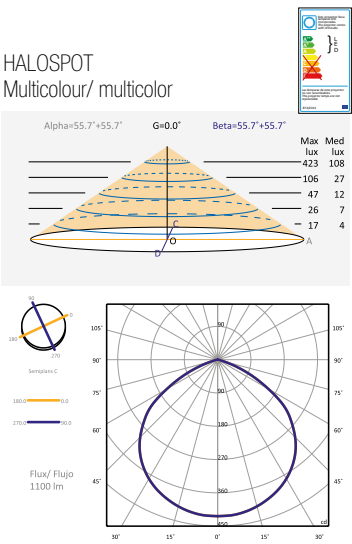 HALOSPOT
Multicolour/ multicolor
L
E
D
Alpha=55.7°+55.7°
G=0.0°
Beta=55.7°+55.7°
Max lux
Med lux
423 108
106 27
47 12
26 7
17 4
C
O
A
D
90
0
180
270
Semiplans C
180.0 0.0
270.0 90.0
Flux/ Flujo
1100 lm
105°
90°
75°
60°
45°
90
90
180
270
360
450
cd
105°
90°
75°
60°
45°
30°
15°
0°
15°
30°